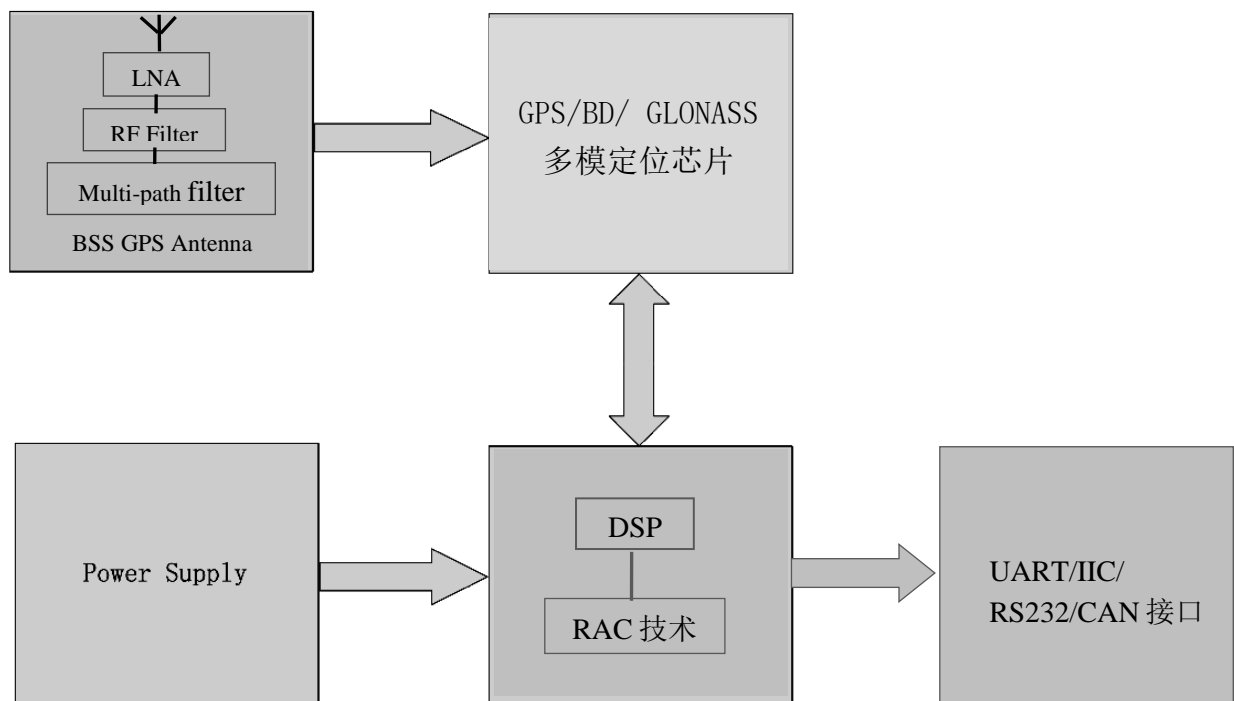 LNA
RF Filter
Multi-path filter
BSS GPS Antenna
GPS/BD/ GLONASS
多模定位芯片
Power Supply
DSP
RAC 技术
UART/IIC/
RS232/CAN 接口